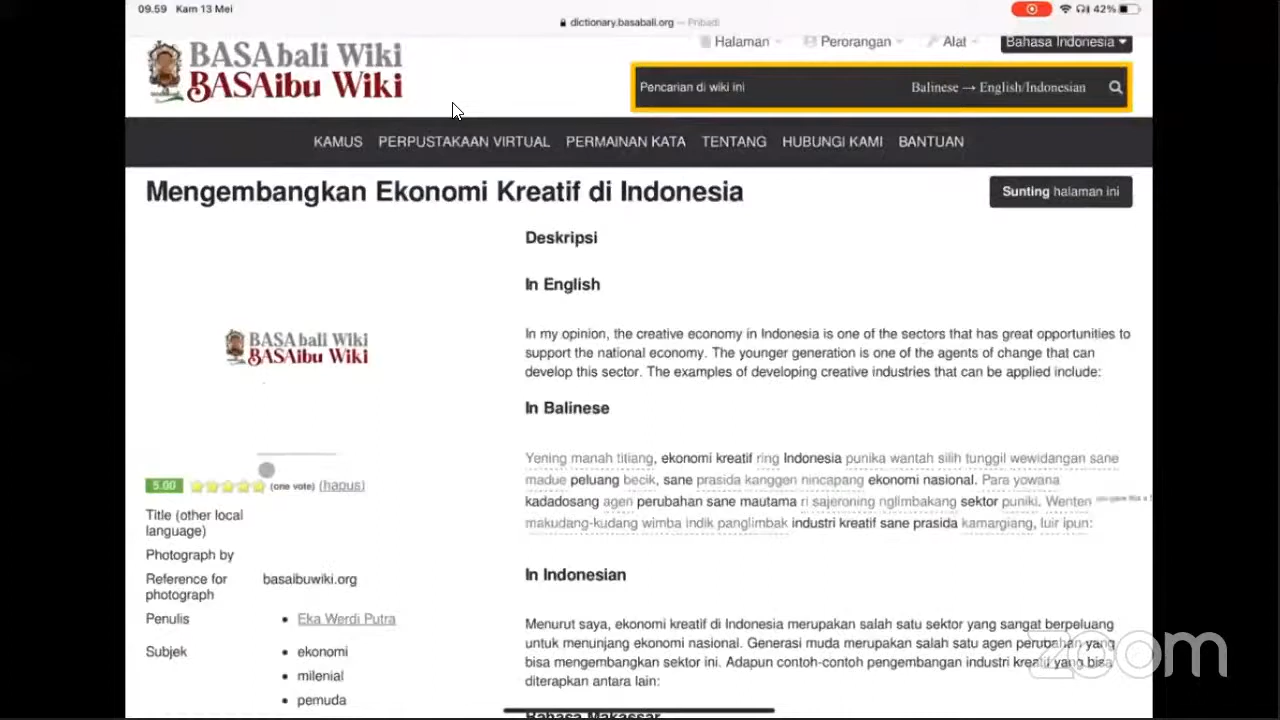 09.59 Kam 13 Mei
dictionary.basabali.org — Pribadi
42%
BASAbali Wiki
BASAibu Wiki
Halaman
Perorangan
Alat
Bahasa Indonesia
Pencarian di wiki ini
Balinese → English/Indonesian
KAMUS PERPUSTAKAAN VIRTUAL PERMAINAN KATA TENTANG HUBUNGI KAMI BANTUAN
Mengembangkan Ekonomi Kreatif di Indonesia
Sunting halaman ini
BASAbali Wiki
BASAibu Wiki
5.00 (one vote) (hapus)
Title (other local
language)
Photograph by
Reference for
photograph
basaibuwiki.org
Penulis
• Eka Werdi Putra
Subjek
• ekonomi
• milenial
• pemuda
Deskripsi
In English
In my opinion, the creative economy in Indonesia is one of the sectors that has great opportunities to
support the national economy. The younger generation is one of the agents of change that can
develop this sector. The examples of developing creative industries that can be applied include:
In Balinese
Yening manah titiang, ekonomi kreatif ring Indonesia punika wantah silih tunggil wewidangan sane
madue peluang becik, sane prasida kanggen nincapang ekonomi nasional. Para yowana
kadadosang agen perubahan sane mautama ri sajeroning nglimbakang sektor puniki. Wenten
makudang-kudang wimba indik panglimbak industri kreatif sane prasida kamargiang, luir ipun:
In Indonesian
Menurut saya, ekonomi kreatif di Indonesia merupakan salah satu sektor yang sangat berpeluang
untuk menunjang ekonomi nasional. Generasi muda merupakan salah satu agen perubahan yang
bisa mengembangkan sektor ini. Adapun contoh-contoh pengembangan industri kreatif yang bisa
diterapkan antara lain:
Bahasa Makassar
zoom